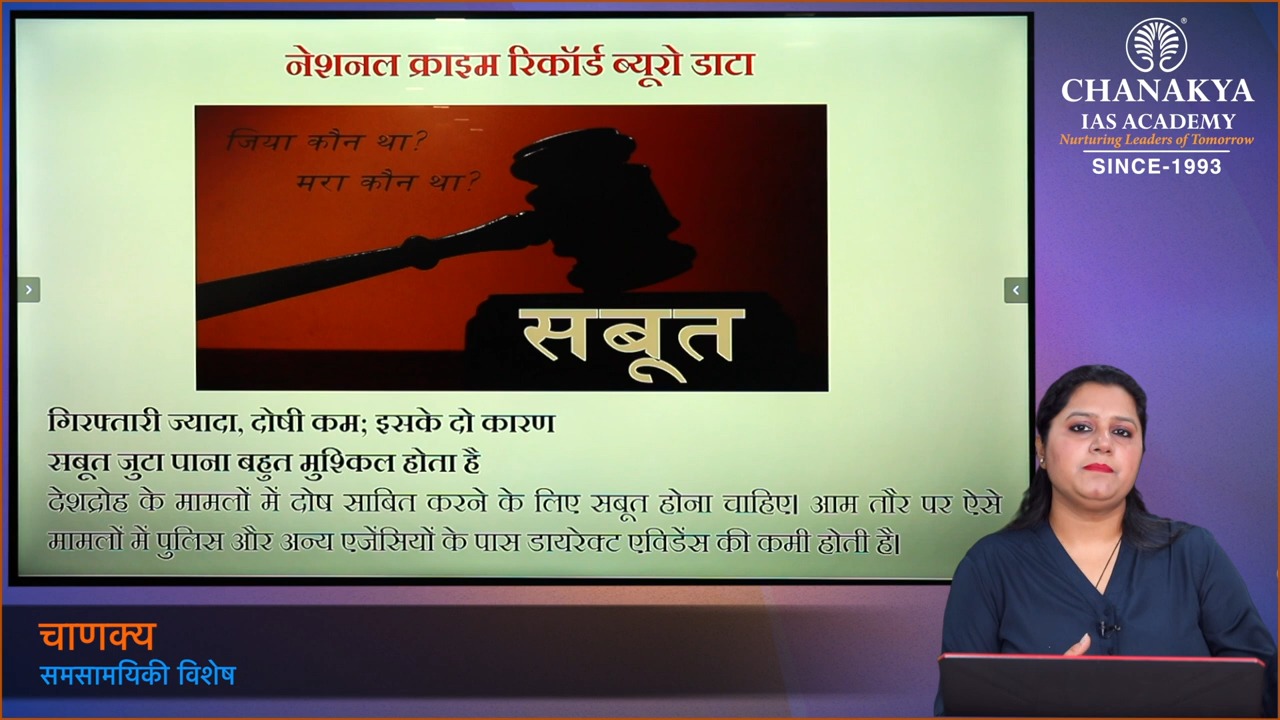 नेशनल क्राइम रिकॉर्ड ब्यूरो डाटा
जिया कौन था?
मरा कौन था?
सबूत
गिरफ्तारी ज्यादा, दोषी कम; इसके दो कारण
सबूत जुटा पाना बहुत मुश्किल होता है
देशद्रोह के मामलों में दोष साबित करने के लिए सबूत होना चाहिए। आम तौर पर ऐसे
मामलों में पुलिस और अन्य एजेंसियों के पास डायरेक्ट एविडेंस की कमी होती है।
CHANAKYA
IAS ACADEMY
Nurturing Leaders of Tomorrow
SINCE-1993
चाणक्य
समसामयिकी विशेष